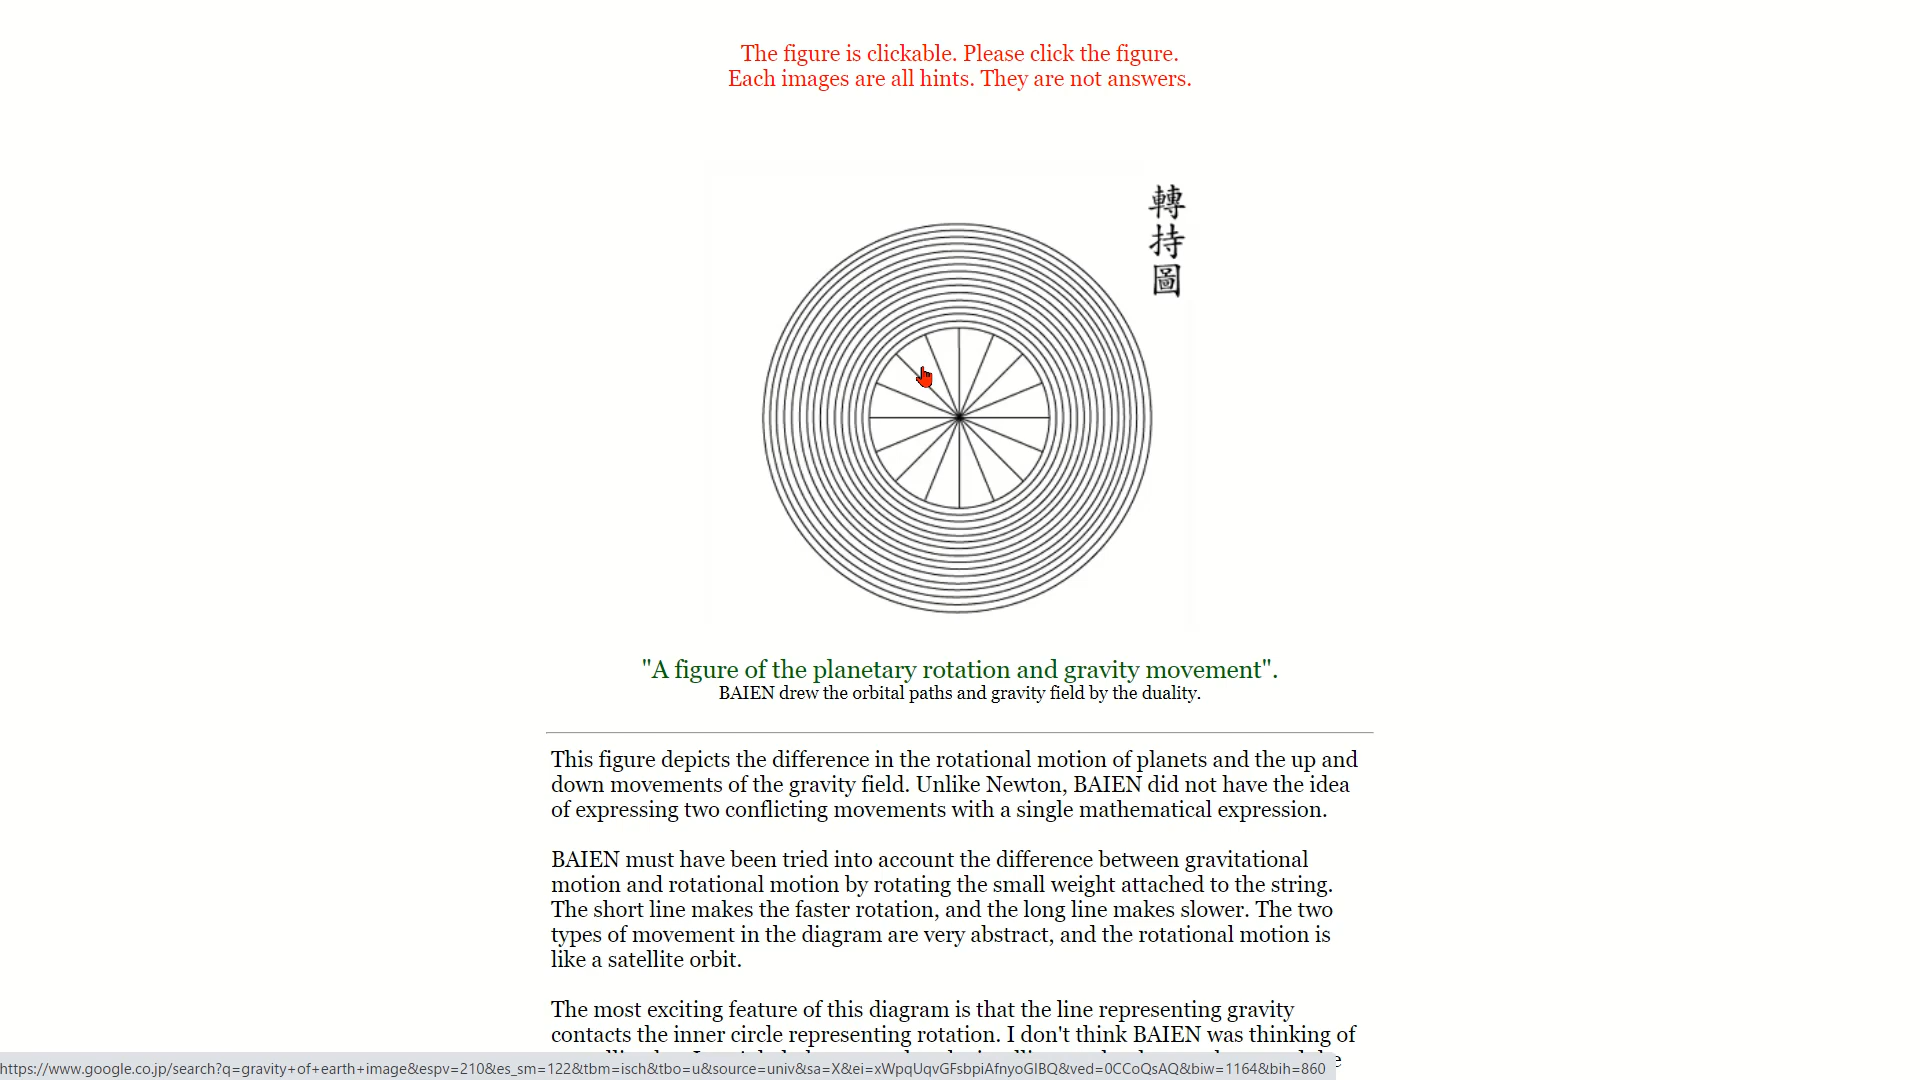 The figure is clickable. Please click the figure.
Each images are all hints. They are not answers.
轉持圖
"A figure of the planetary rotation and gravity movement".
BAIEN drew the orbital paths and gravity field by the duality.
This figure depicts the difference in the rotational motion of planets and the up and
down movements of the gravity field. Unlike Newton, BAIEN did not have the idea
of expressing two conflicting movements with a single mathematical expression.
BAIEN must have been tried into account the difference between gravitational
motion and rotational motion by rotating the small weight attached to the string.
The short line makes the faster rotation, and the long line makes slower. The two
types of movement in the diagram are very abstract, and the rotational motion is
like a satellite orbit.
The most exciting feature of this diagram is that the line representing gravity
contacts the inner circle representing rotation. I don't think BAIEN was thinking of
https://www.google.co.jp/search?q=gravity+of+earth+image&espv=210&es_sm=122&tbm=isch&tbo=u&source=univ&sa=X&ei=xWpqUqvGFsbpiAfnyoGIBQ&ved=0CCoQsAQ&biw=1164&bih=860